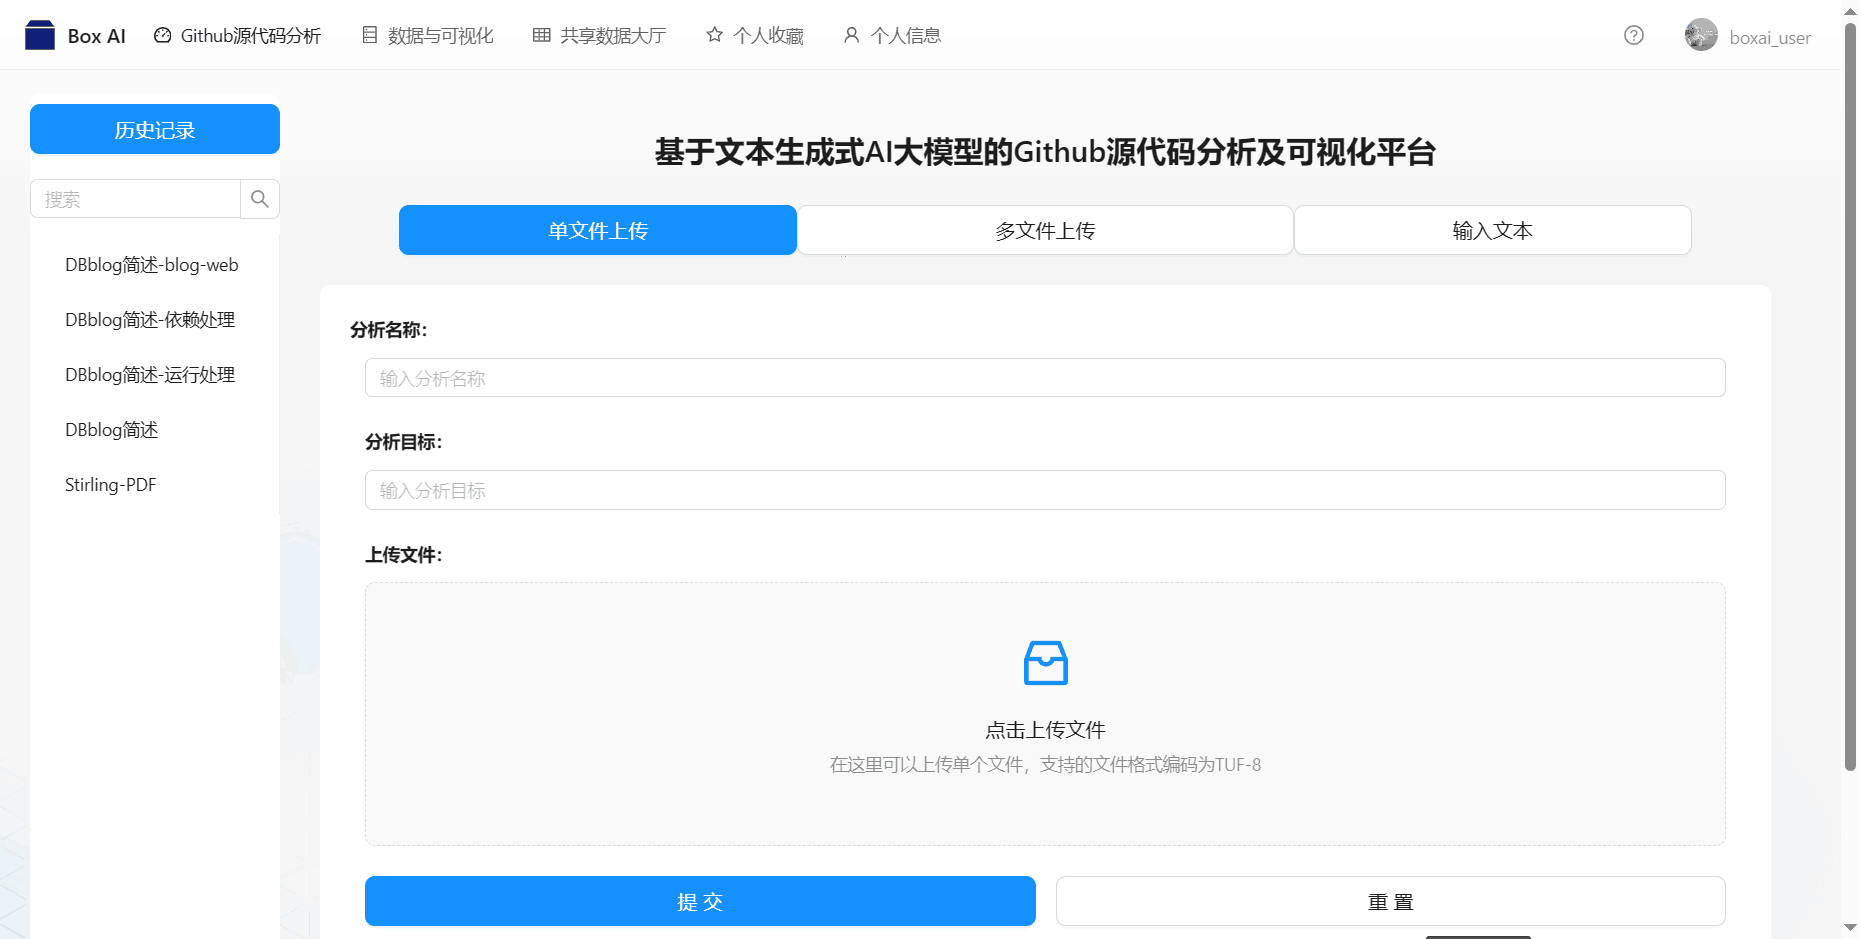 Box AI Github源代码分析 数据与可视化 共享数据大厅 个人收藏 个人信息 boxai_user
历史记录
搜索
DBblog简述-blog-web
DBblog简述-依赖处理
DBblog简述-运行处理
DBblog简述
Stirling-PDF
基于文本生成式AI大模型的Github源代码分析及可视化平台
单文件上传 多文件上传 输入文本
分析名称:
输入分析名称
分析目标:
输入分析目标
上传文件:
点击上传文件
在这里可以上传单个文件，支持的文件格式编码为TUF-8
提 交 重 置